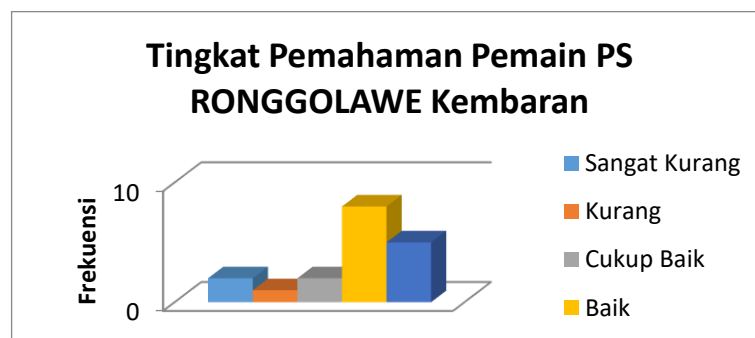 Tingkat Pemahaman Pemain PS
RONGGOLAWE Kembaran
Frekuensi
10
0
Sangat Kurang
Kurang
Cukup Baik
Baik